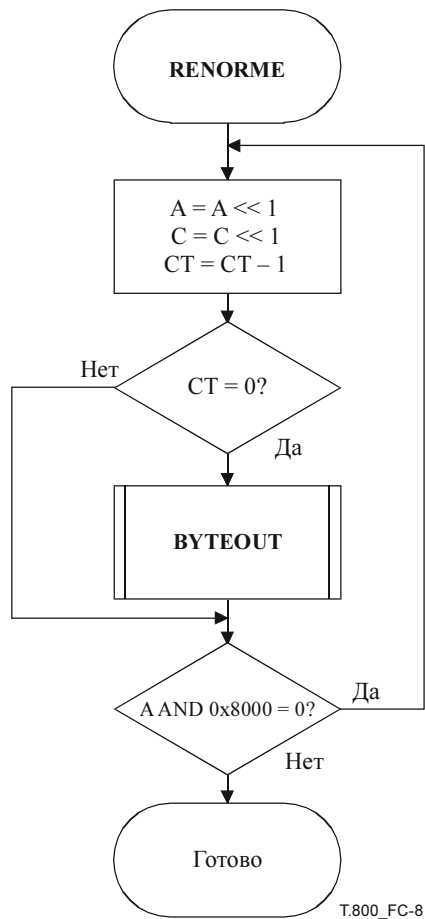 RENORME
A = A << 1
C = C << 1
CT = CT – 1
Нет
CT = 0?
Да
BYTEOUT
A AND 0x8000 = 0?
Да
Нет
Готово
T.800_FC-8